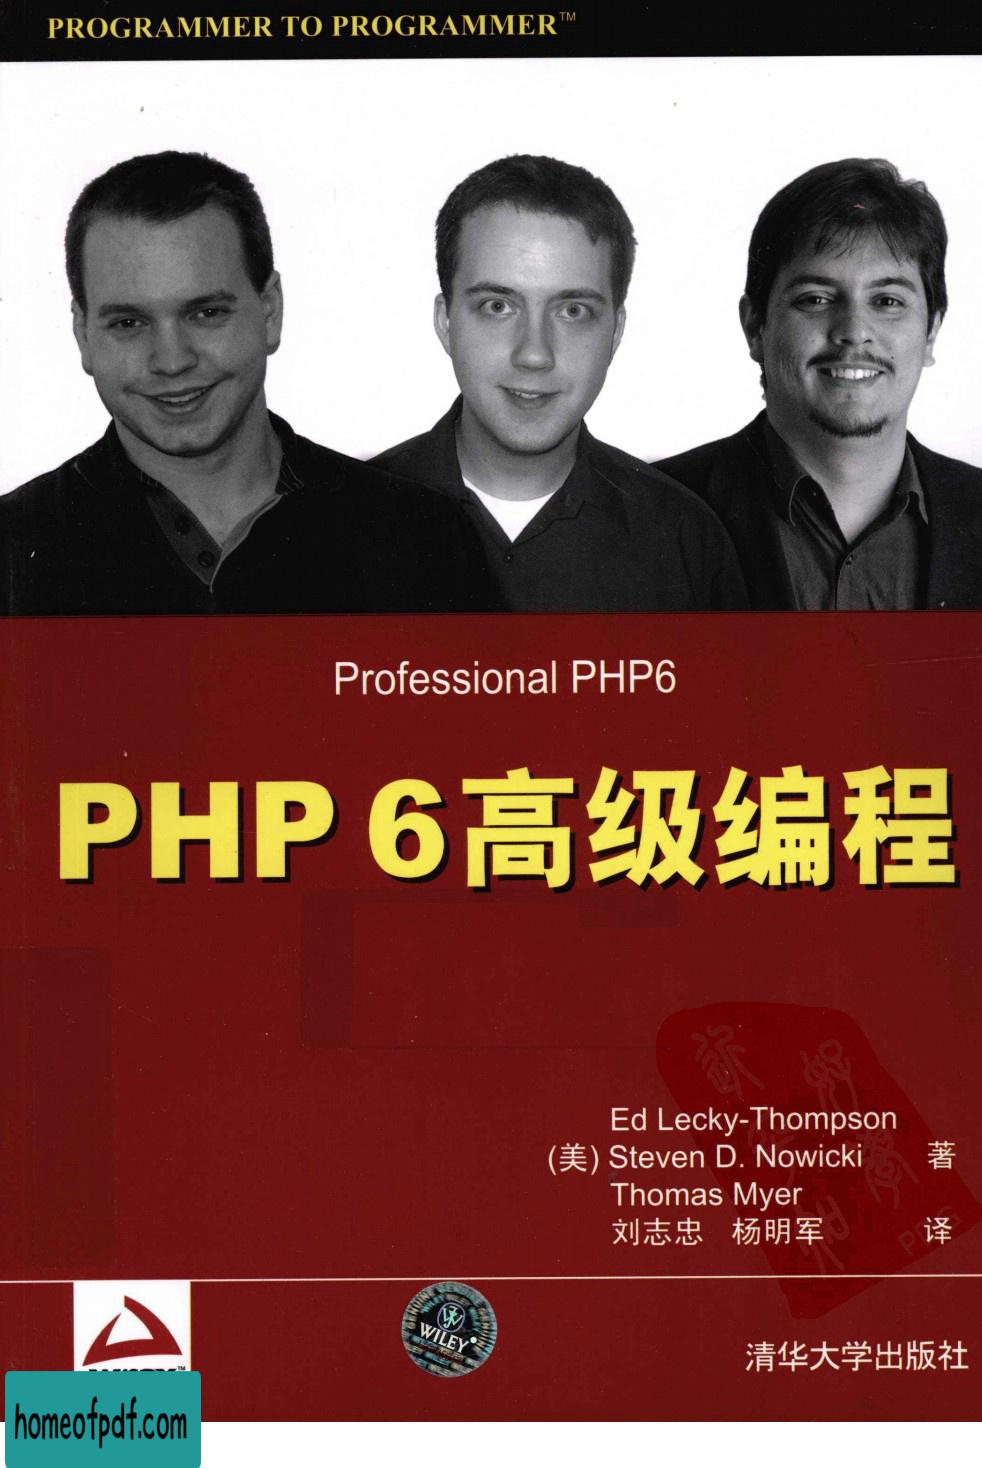 PROGRAMMER TO PROGRAMMER™
Professional PHP6
PHP 6高级编程
Ed Lecky-Thompson
(美) Steven D. Nowicki 著
Thomas Myer
刘志忠 杨明军 译
WILEY
清华大学出版社
homeofpdf.com